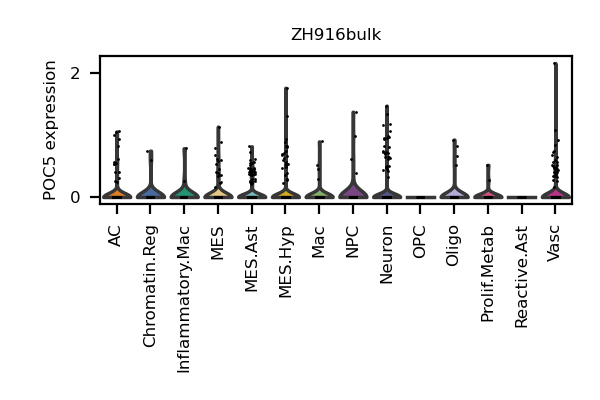 ZH916bulk
POC5 expression
2
0
AC
Chromatin.Reg
Inflammatory.Mac
MES
MES.Ast
MES.Hyp
Mac
NPC
Neuron
OPC
Oligo
Prolif.Metab
Reactive.Ast
Vasc